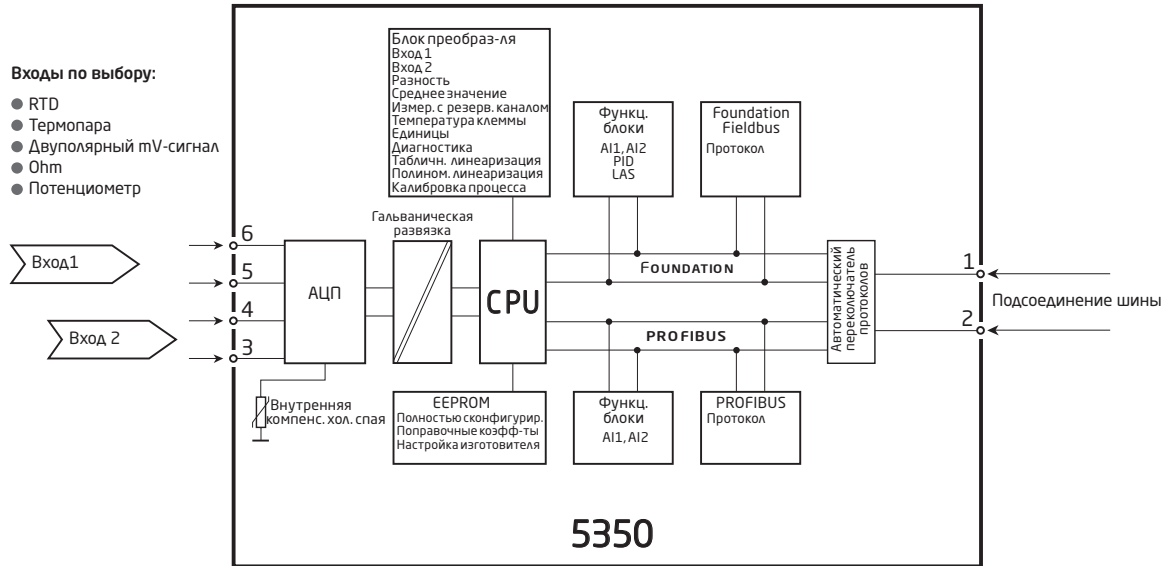 Входы по выбору:
RTD
Термопара
Двуполярный mV-сигнал
Ohm
Потенциометр
Вход1
Вход 2
6
5
4
3
АЦП
Внутренняя
компенс. хол. спая
Гальваническая
развязка
Блок преобраз-ля
Вход 1
Вход 2
Разность
Среднее значение
Измер. с резерв. каналом
Температура клеммы
Единицы
Диагностика
Табличн. линеаризация
Полином. линеаризация
Калибровка процесса
CPU
EEPROM
Полностью сконфигурир.
Поправочные коэфф-ты
Настройка изготовителя
Функц.
блоки
AI1, AI2
PID
LAS
Foundation
Fieldbus
Протокол
FOUNDATION
PROFIBUS
Функц.
блоки
AI1, AI2
PROFIBUS
Протокол
Автоматический
переключатель
протоколов
1
2
Подсоединение шины
5350